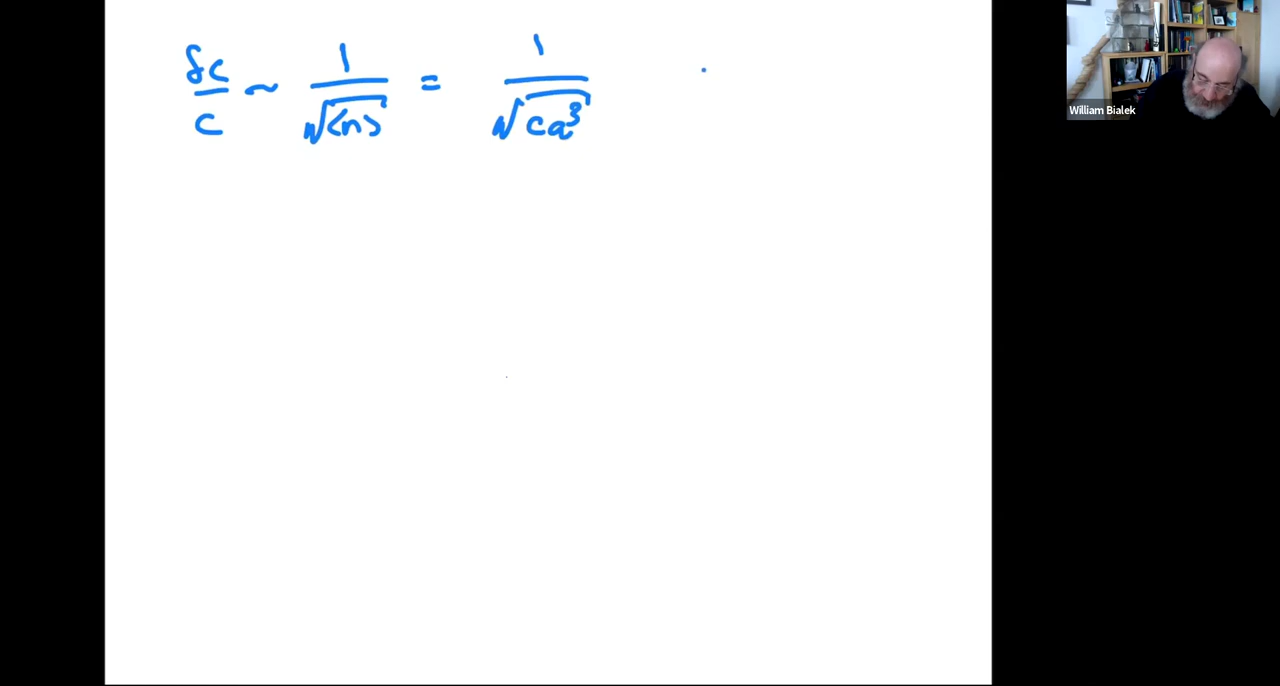 δc/c ~ 1/√⟨n⟩ = 1/√ca³
William Bialek